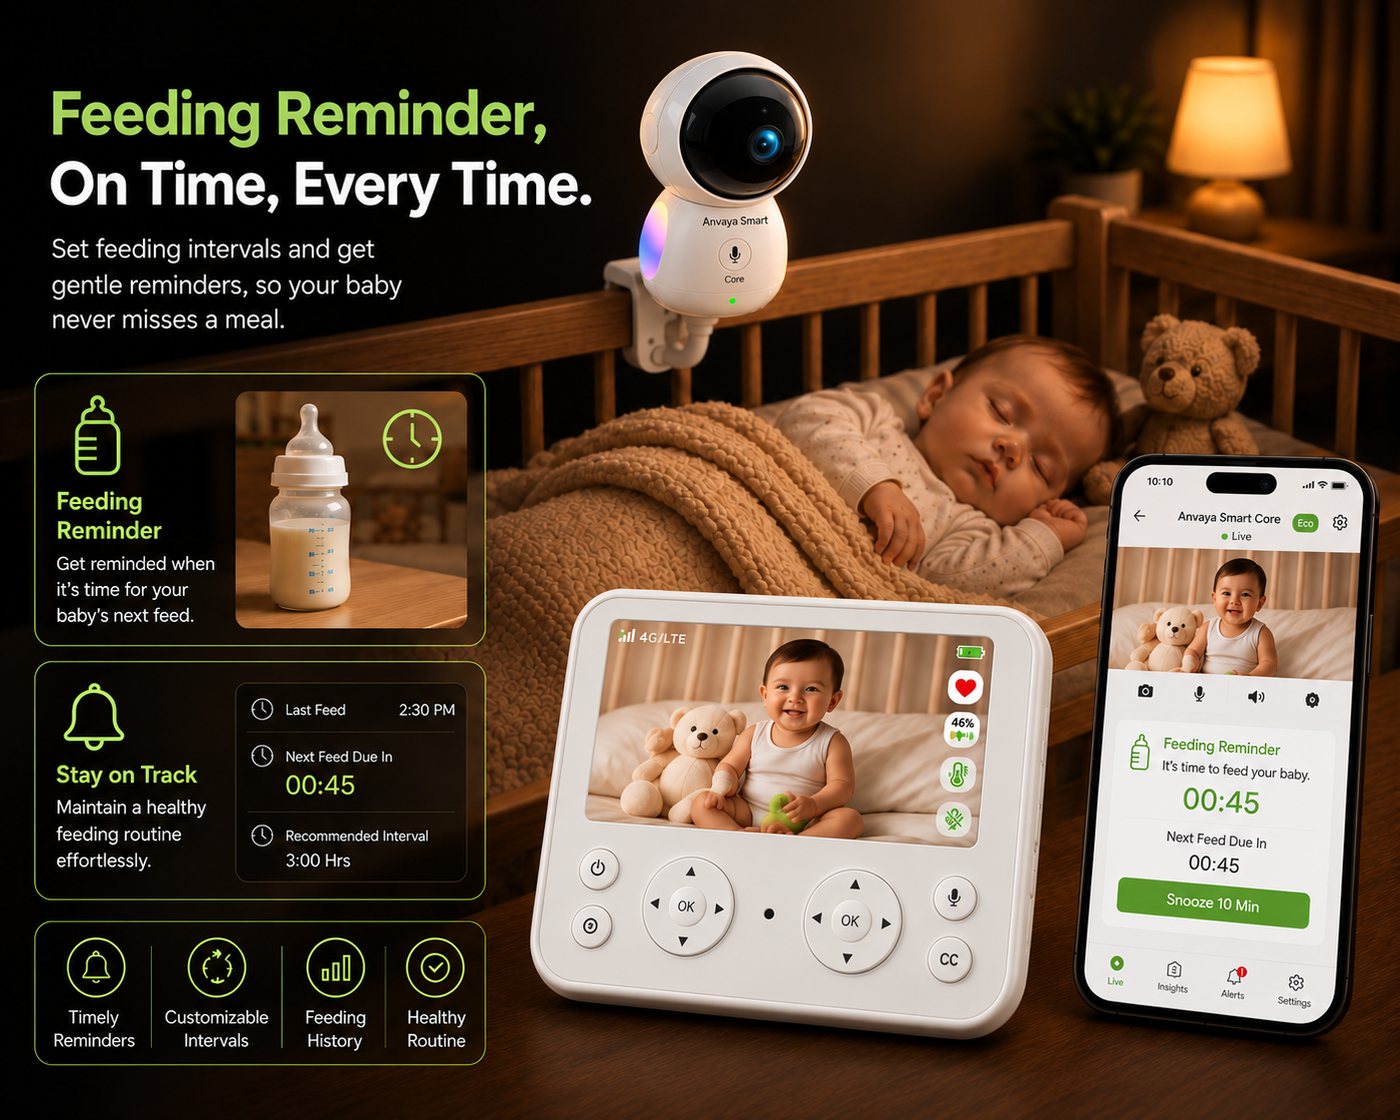 Feeding Reminder,
On Time, Every Time.
Set feeding intervals and get
gentle reminders, so your baby
never misses a meal.
Feeding
Reminder
Get reminded when
it's time for your
baby's next feed.
Stay on Track
Maintain a healthy
feeding routine
effortlessly.
Last Feed 2:30 PM
Next Feed Due In
00:45
Recommended Interval
3:00 Hrs
Timely
Reminders
Customizable
Intervals
Feeding
History
Healthy
Routine
Anvaya Smart
Core
4G/LTE
46%
OK
OK
CC
10:10
Anvaya Smart Core Eco
Live
Feeding Reminder
It's time to feed your baby.
00:45
Next Feed Due In
00:45
Snooze 10 Min
Live
Insights
Alerts
Settings